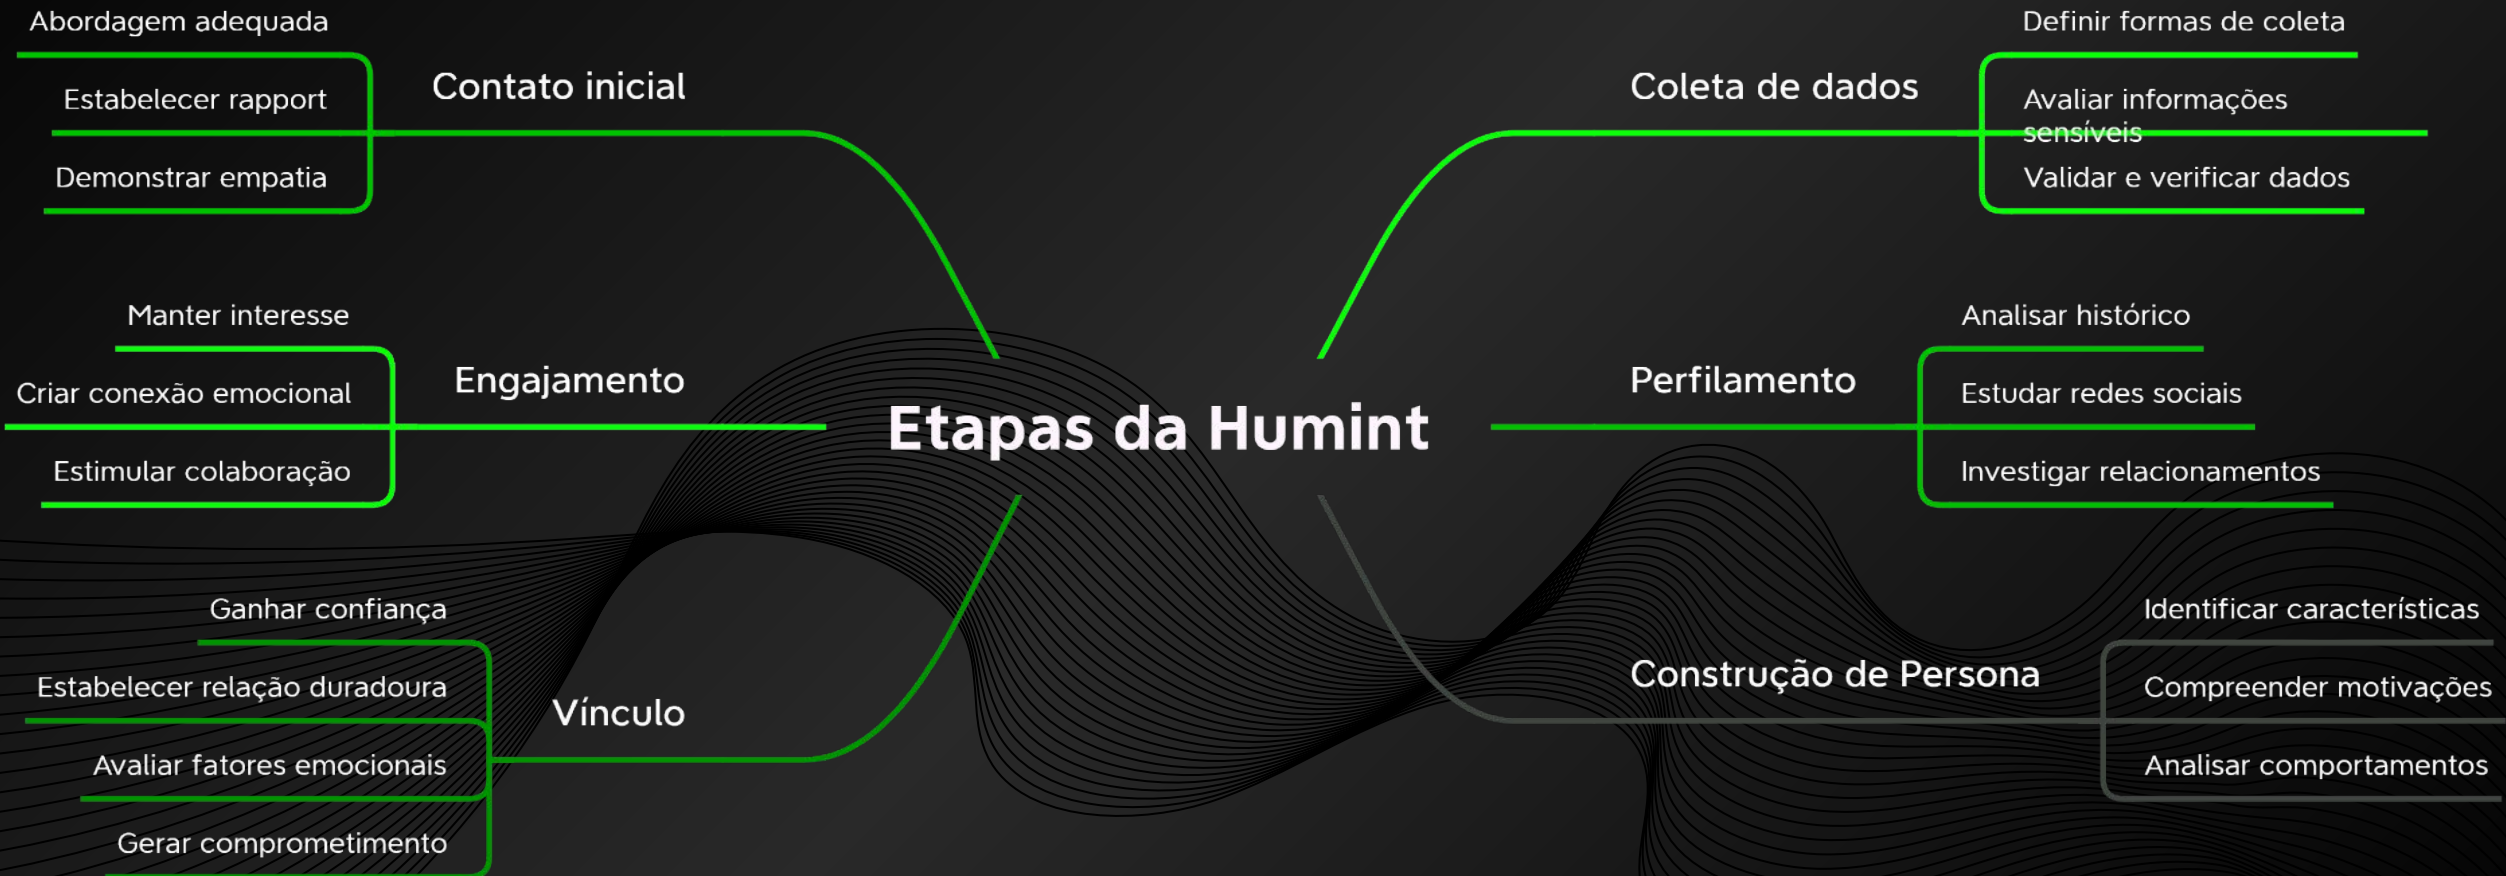 Etapas da Humint
Contato inicial
Abordagem adequada
Estabelecer rapport
Demonstrar empatia
Engajamento
Manter interesse
Criar conexão emocional
Estimular colaboração
Vínculo
Ganhar confiança
Estabelecer relação duradoura
Avaliar fatores emocionais
Gerar comprometimento
Coleta de dados
Definir formas de coleta
Avaliar informações
sensíveis
Validar e verificar dados
Perfilamento
Analisar histórico
Estudar redes sociais
Investigar relacionamentos
Construção de Persona
Identificar características
Compreender motivações
Analisar comportamentos